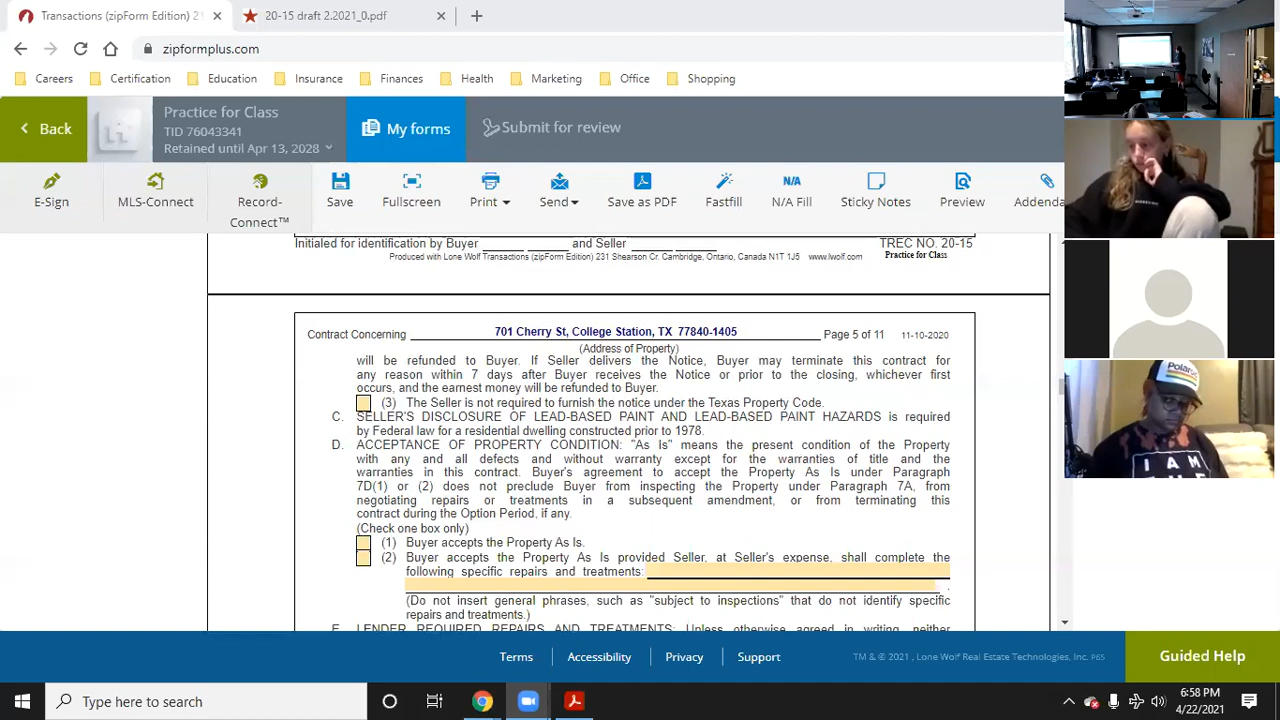 Transactions (zipForm Edition) 21
20-15 draft 2.2021_0.pdf
zipformplus.com
Careers Certification Education Insurance Finances Health Marketing Office Shopping
Back
Practice for Class
TID 76043341
Retained until Apr 13, 2028
My forms
Submit for review
E-Sign
MLS-Connect
Record-
Connect™
Save
Fullscreen
Print
Send
Save as PDF
Fastfill
N/A
N/A Fill
Sticky Notes
Preview
Addenda
Initialed for identification by Buyer and Seller TREC NO. 20-15
Produced with Lone Wolf Transactions (zipForm Edition) 231 Shearson Cr. Cambridge, Ontario, Canada N1T 1J5 www.lwolf.com Practice for Class
Contract Concerning 701 Cherry St, College Station, TX 77840-1405 Page 5 of 11 11-10-2020
(Address of Property)
will be refunded to Buyer. If Seller delivers the Notice, Buyer may terminate this contract for
any reason within 7 days after Buyer receives the Notice or prior to the closing, whichever first
occurs, and the earnest money will be refunded to Buyer.
(3) The Seller is not required to furnish the notice under the Texas Property Code.
C. SELLER'S DISCLOSURE OF LEAD-BASED PAINT AND LEAD-BASED PAINT HAZARDS is required
by Federal law for a residential dwelling constructed prior to 1978.
D. ACCEPTANCE OF PROPERTY CONDITION: "As Is" means the present condition of the Property
with any and all defects and without warranty except for the warranties of title and the
warranties in this contract. Buyer's agreement to accept the Property As Is under Paragraph
7D(1) or (2) does not preclude Buyer from inspecting the Property under Paragraph 7A, from
negotiating repairs or treatments in a subsequent amendment, or from terminating this
contract during the Option Period, if any.
(Check one box only)
(1) Buyer accepts the Property As Is.
(2) Buyer accepts the Property As Is provided Seller, at Seller's expense, shall complete the
following specific repairs and treatments:
.
(Do not insert general phrases, such as "subject to inspections" that do not identify specific
repairs and treatments.)
E. LENDER REQUIRED REPAIRS AND TREATMENTS: Unless otherwise agreed in writing, neither
Terms Accessibility Privacy Support TM & © 2021 , Lone Wolf Real Estate Technologies, Inc. P65
Guided Help
Type here to search
6:58 PM
4/22/2021
Polaroid
I AM